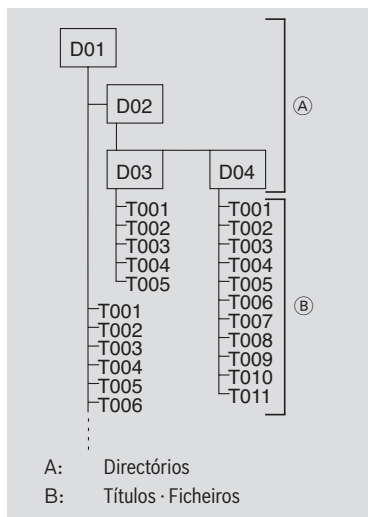 D01
D02
Ⓐ
D03 D04
T001 T001
T002 T002
T003 T003
T004 T004
T005 T005
T006
Ⓑ
T001 T007
T002 T008
T003 T009
T004 T010
T005 T011
T006
A: Directórios
B: Títulos · Ficheiros